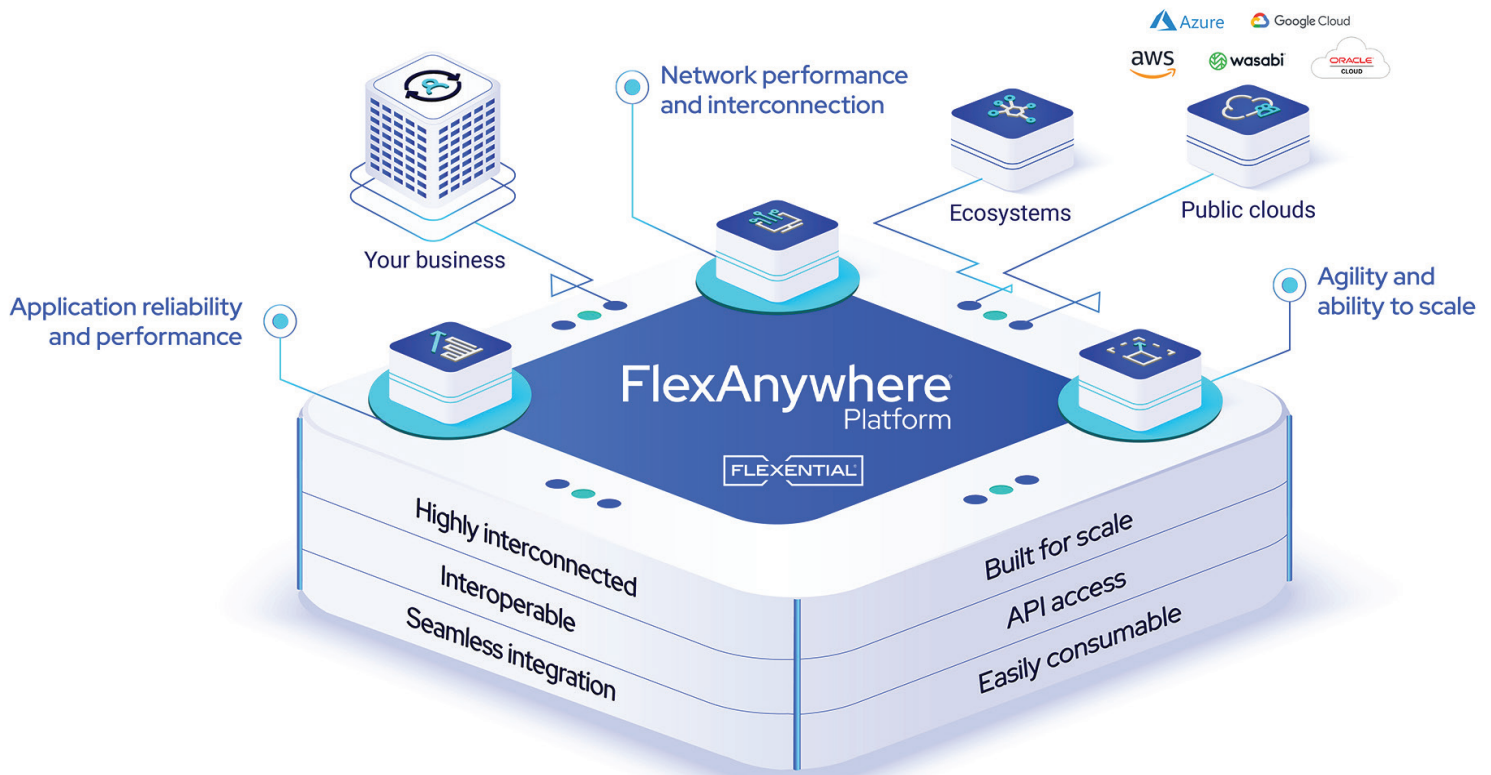 Azure
Google Cloud
aws
wasabi
ORACLE
CLOUD
Network performance
and interconnection
Ecosystems
Public clouds
Your business
Application reliability
and performance
Agility and
ability to scale
FlexAnywhere
Platform
FLEXENTIAL
Highly interconnected
Interoperable
Seamless integration
Built for scale
API access
Easily consumable